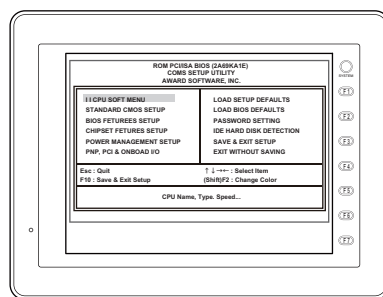 ROM PCI/ISA BIOS (2A69KA1E)
COMS SETUP UTILITY
AWARD SOFTWARE, INC.
I I CPU SOFT MENU
STANDARD CMOS SETUP
BIOS FETUREES SETUP
CHIPSET FETURES SETUP
POWER MANAGEMENT SETUP
PNP, PCI & ONBOAD I/O
LOAD SETUP DEFAULTS
LOAD BIOS DEFAULTS
PASSWORD SETTING
IDE HARD DISK DETECTION
SAVE & EXIT SETUP
EXIT WITHOUT SAVING
Esc : Quit
F10 : Save & Exit Setup
↑ ↓ → ← : Select Item
(Shift)F2 : Change Color
CPU Name, Type. Speed...
SYSTEM
F1
F2
F3
F4
F5
F6
F7